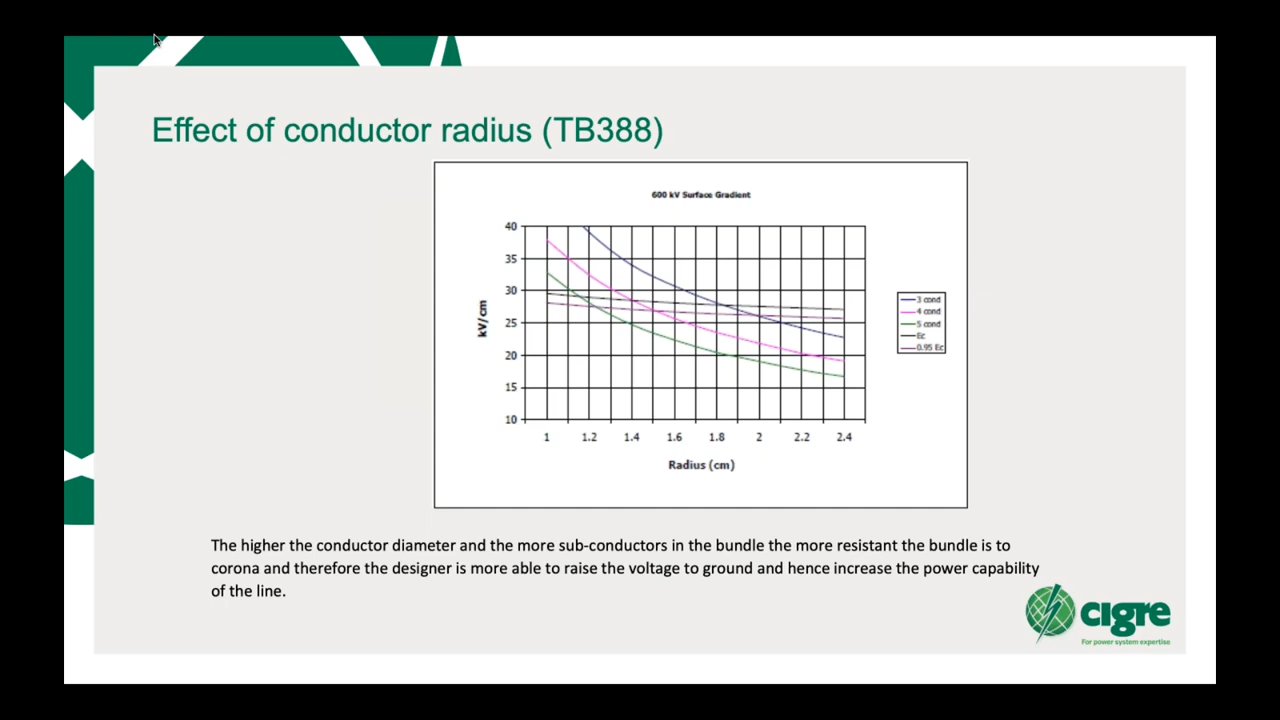 Effect of conductor radius (TB388)
600 kV Surface Gradient
40
35
30
25
20
15
10
kV/cm
1 1.2 1.4 1.6 1.8 2 2.2 2.4
Radius (cm)
3 cond
4 cond
5 cond
Ec
0.95 Ec
The higher the conductor diameter and the more sub-conductors in the bundle the more resistant the bundle is to
corona and therefore the designer is more able to raise the voltage to ground and hence increase the power capability
of the line.
cigre
For power system expertise